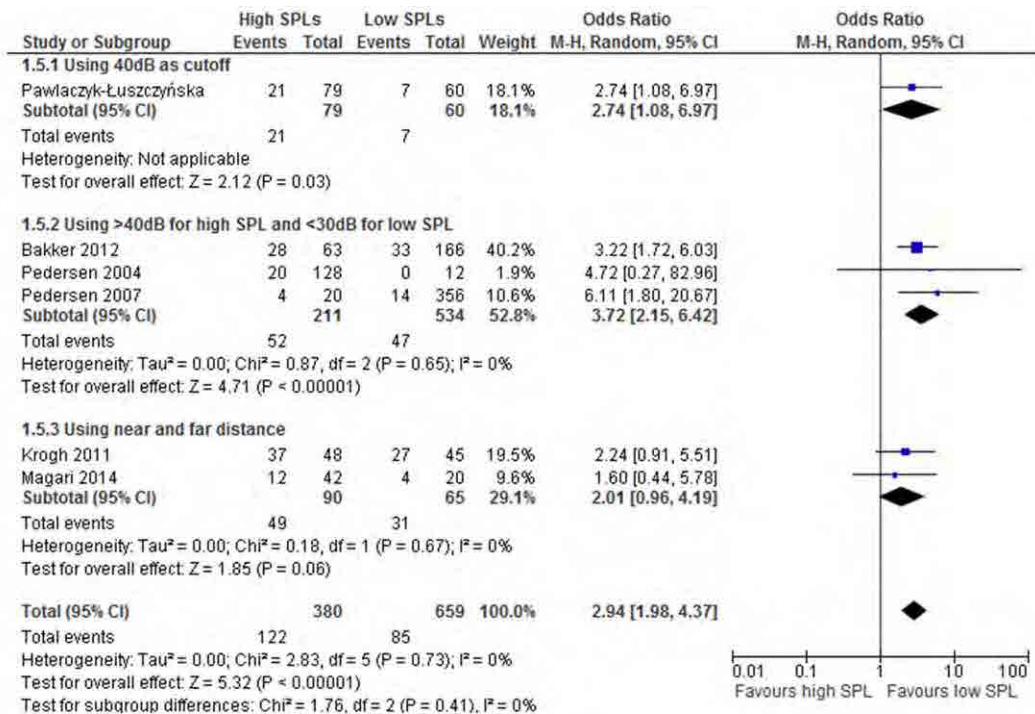 High SPLs Low SPLs Odds Ratio Odds Ratio
Study or Subgroup Events Total Events Total Weight M-H, Random, 95% CI M-H, Random, 95% CI
1.5.1 Using 40dB as cutoff
Pawlaczyk-Łuszczyńska 21 79 7 60 18.1% 2.74 [1.08, 6.97]
Subtotal (95% CI) 79 60 18.1% 2.74 [1.08, 6.97]
Total events 21 7
Heterogeneity: Not applicable
Test for overall effect: Z = 2.12 (P = 0.03)
1.5.2 Using >40dB for high SPL and <30dB for low SPL
Bakker 2012 28 63 33 166 40.2% 3.22 [1.72, 6.03]
Pedersen 2004 20 128 0 12 1.9% 4.72 [0.27, 82.96]
Pedersen 2007 4 20 14 356 10.6% 6.11 [1.80, 20.67]
Subtotal (95% CI) 211 534 52.8% 3.72 [2.15, 6.42]
Total events 52 47
Heterogeneity: Tau² = 0.00; Chi² = 0.87, df = 2 (P = 0.65); I² = 0%
Test for overall effect: Z = 4.71 (P < 0.00001)
1.5.3 Using near and far distance
Krogh 2011 37 48 27 45 19.5% 2.24 [0.91, 5.51]
Magari 2014 12 42 4 20 9.6% 1.60 [0.44, 5.78]
Subtotal (95% CI) 90 65 29.1% 2.01 [0.96, 4.19]
Total events 49 31
Heterogeneity: Tau² = 0.00; Chi² = 0.18, df = 1 (P = 0.67); I² = 0%
Test for overall effect: Z = 1.85 (P = 0.06)
Total (95% CI) 380 659 100.0% 2.94 [1.98, 4.37]
Total events 122 85
Heterogeneity: Tau² = 0.00; Chi² = 2.83, df = 5 (P = 0.73); I² = 0%
Test for overall effect: Z = 5.32 (P < 0.00001)
Test for subgroup differences: Chi² = 1.76, df = 2 (P = 0.41), I² = 0%
0.01 0.1 1 10 100
Favours high SPL Favours low SPL